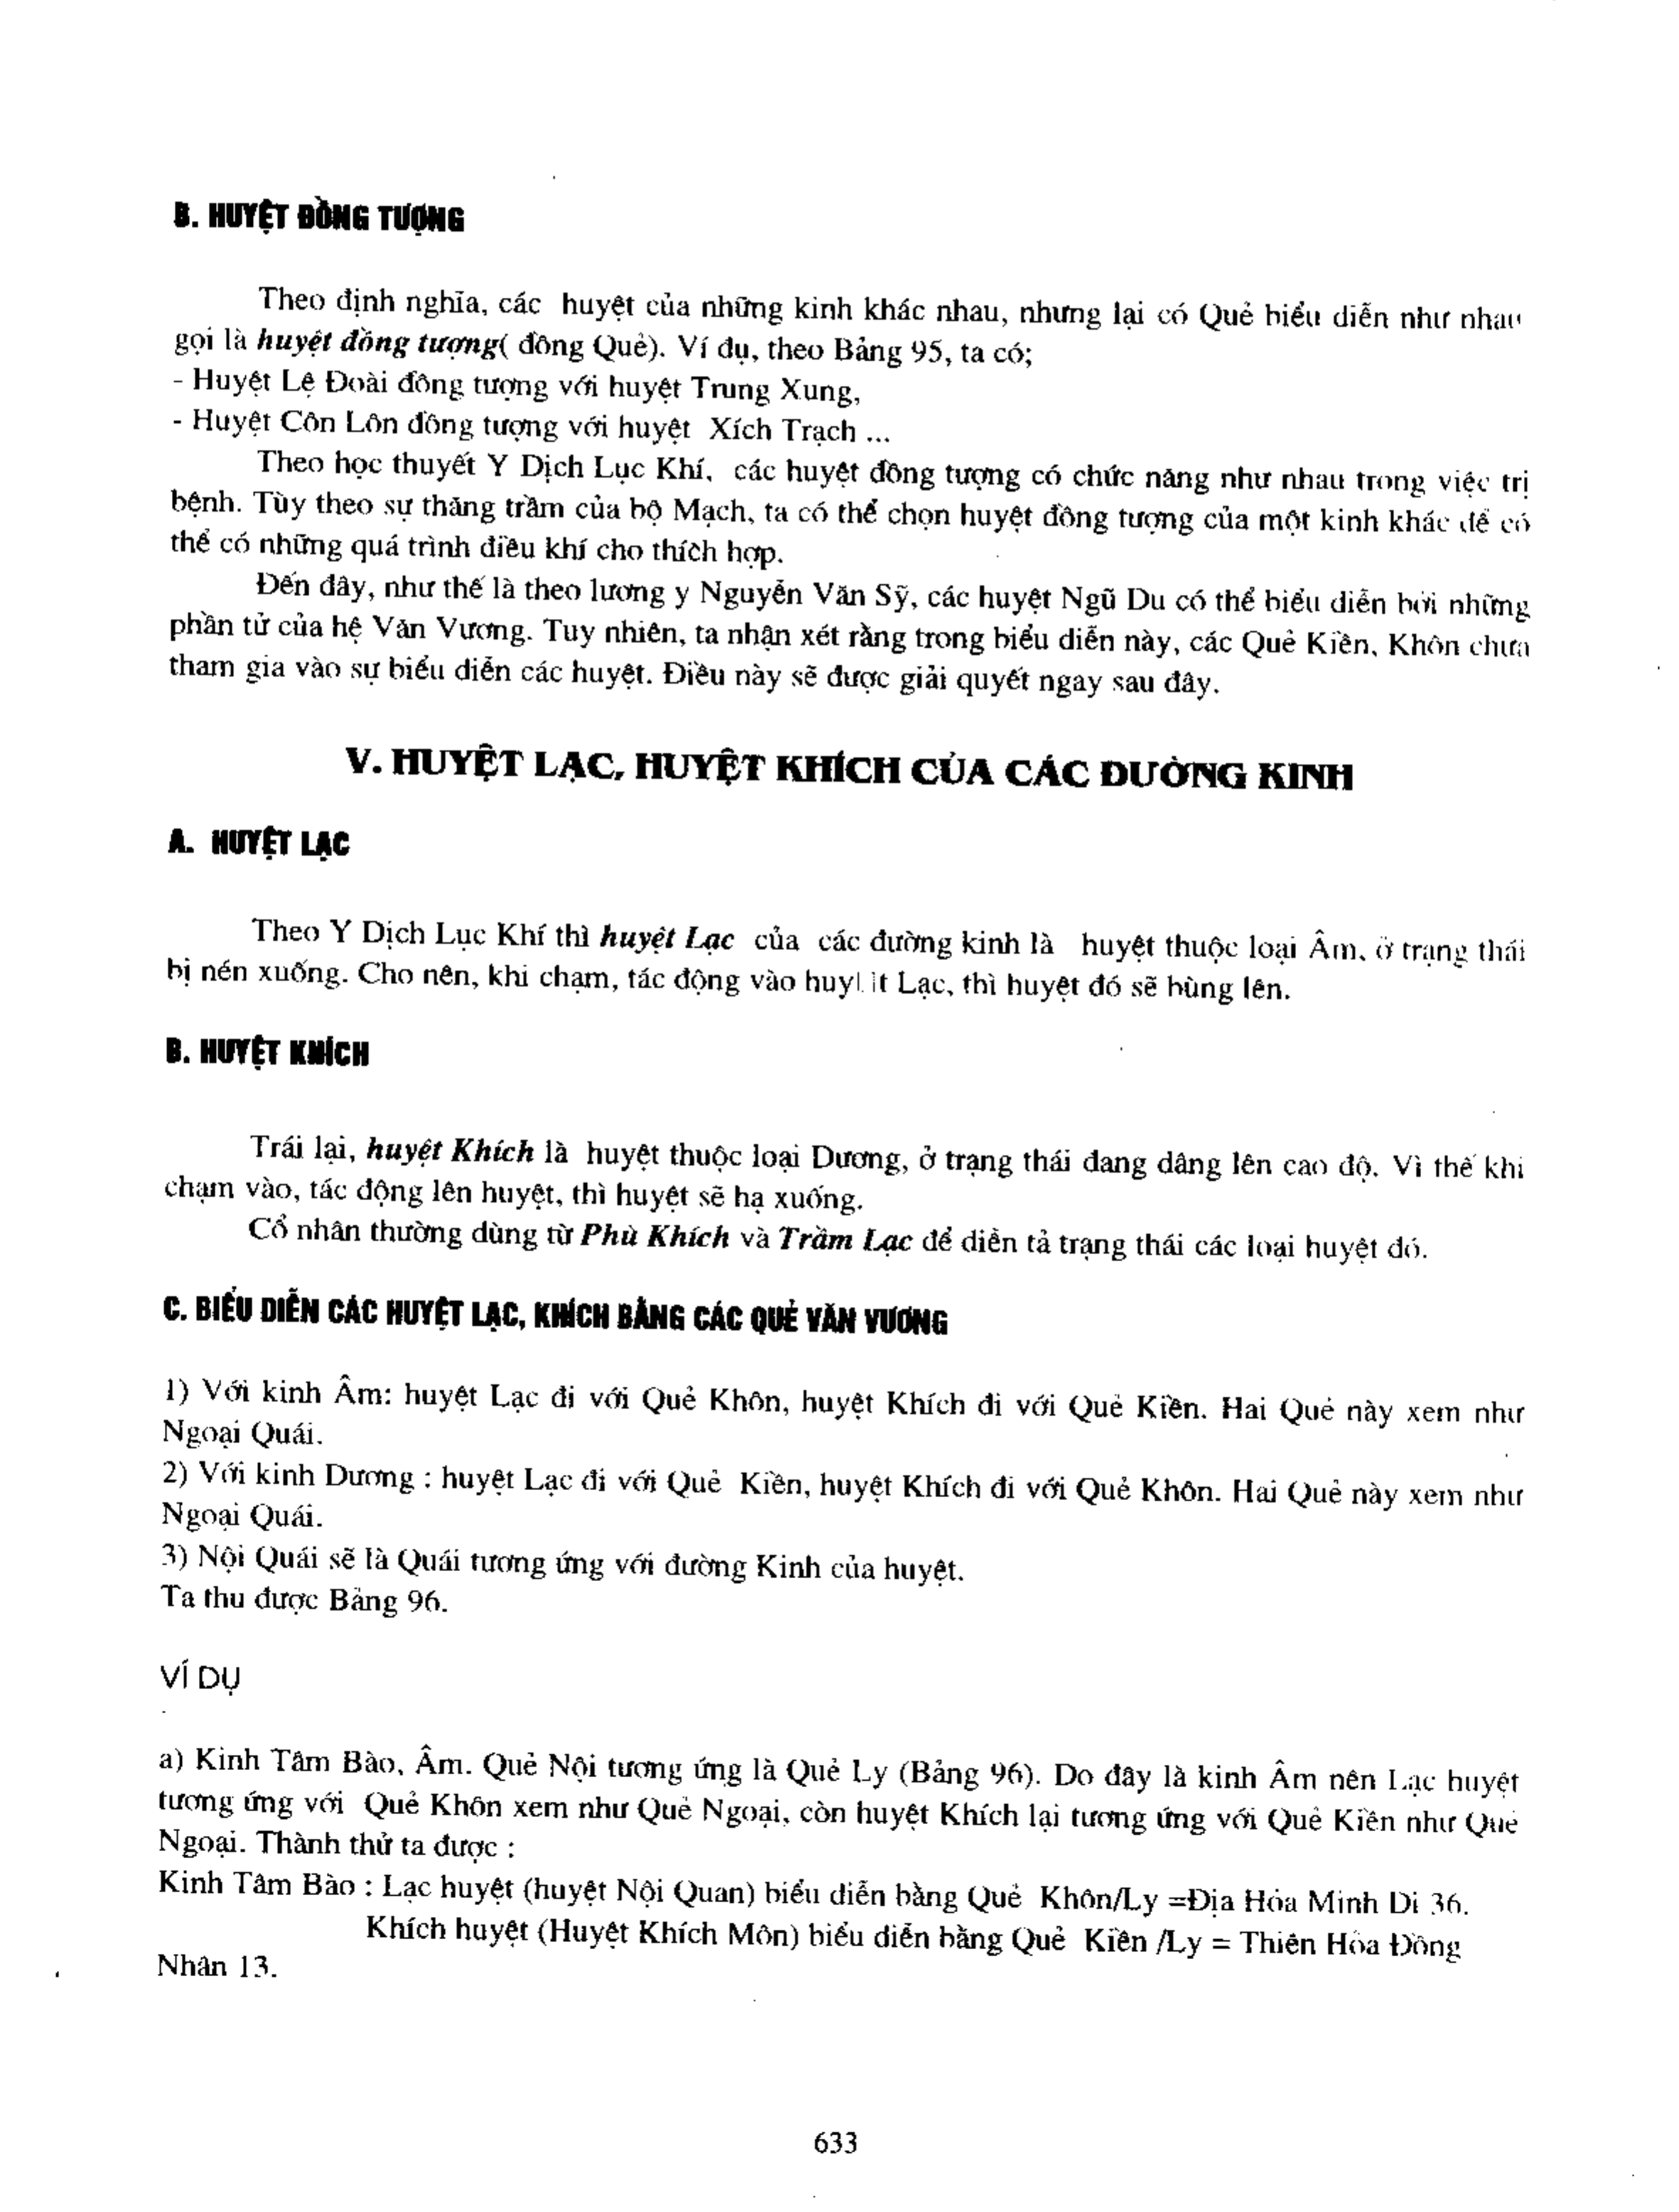 B. HUYỆT ĐỒNG TƯỢNG
Theo định nghĩa, các huyệt của những kinh khác nhau, nhưng lại có Quẻ biểu diễn như nhau
gọi là huyệt đồng tượng( đồng Quẻ). Ví dụ, theo Bảng 95, ta có;
- Huyệt Lệ Đoài đồng tượng với huyệt Trung Xung,
- Huyệt Côn Lôn đồng tượng với huyệt Xích Trạch ...
Theo học thuyết Y Dịch Lục Khí, các huyệt đồng tượng có chức năng như nhau trong việc trị
bệnh. Tùy theo sự thăng trầm của bộ Mạch, ta có thể chọn huyệt đồng tượng của một kinh khác để có
thể có những quá trình điều khí cho thích hợp.
Đến đây, như thế là theo lương y Nguyễn Văn Sỹ, các huyệt Ngũ Du có thể biểu diễn bởi những
phần tử của hệ Văn Vương. Tuy nhiên, ta nhận xét rằng trong biểu diễn này, các Quẻ Kiền, Khôn chưa
tham gia vào sự biểu diễn các huyệt. Điều này sẽ được giải quyết ngay sau đây.
V. HUYỆT LẠC, HUYỆT KHÍCH CỦA CÁC ĐƯỜNG KINH
A. HUYỆT LẠC
Theo Y Dịch Lục Khí thì huyệt Lạc của các đường kinh là huyệt thuộc loại Âm, ở trạng thái
bị nén xuống. Cho nên, khi chạm, tác động vào Lạc, thì huyệt đó sẽ bùng lên.
B. HUYỆT KHÍCH
Trái lại, huyệt Khích là huyệt thuộc loại Dương, ở trạng thái đang dâng lên cao độ. Vì thế khi
chạm vào, tác động lên huyệt, thì huyệt sẽ hạ xuống.
Cổ nhân thường dùng từ Phù Khích và Trầm Lạc để diễn tả trạng thái các loại huyệt đó.
C. BIỂU DIỄN CÁC HUYỆT LẠC, KHÍCH BẰNG CÁC QUẺ VĂN VƯƠNG
1) Với kinh Âm: huyệt Lạc đi với Quẻ Khôn, huyệt Khích đi với Quẻ Kiền. Hai Quẻ này xem như
Ngoại Quái.
2) Với kinh Dương : huyệt Lạc đi với Quẻ Kiền, huyệt Khích đi với Quẻ Khôn. Hai Quẻ này xem như
Ngoại Quái.
3) Nội Quái sẽ là Quái tương ứng với đường Kinh của huyệt.
Ta thu được Bảng 96.
VÍ DỤ
a) Kinh Tâm Bào, Âm. Quẻ Nội tương ứng là Quẻ Ly (Bảng 96). Do đây là kinh Âm nên Lạc huyệt
tương ứng với Quẻ Khôn xem như Quẻ Ngoại, còn huyệt Khích lại tương ứng với Quẻ Kiền như Quẻ
Ngoại. Thành thử ta được :
Kinh Tâm Bào : Lạc huyệt (huyệt Nội Quan) biểu diễn bằng Quẻ Khôn/Ly =Địa Hỏa Minh Di 36.
Khích huyệt (Huyệt Khích Môn) biểu diễn bằng Quẻ Kiền /Ly = Thiên Hỏa Đồng
Nhân 13.
633